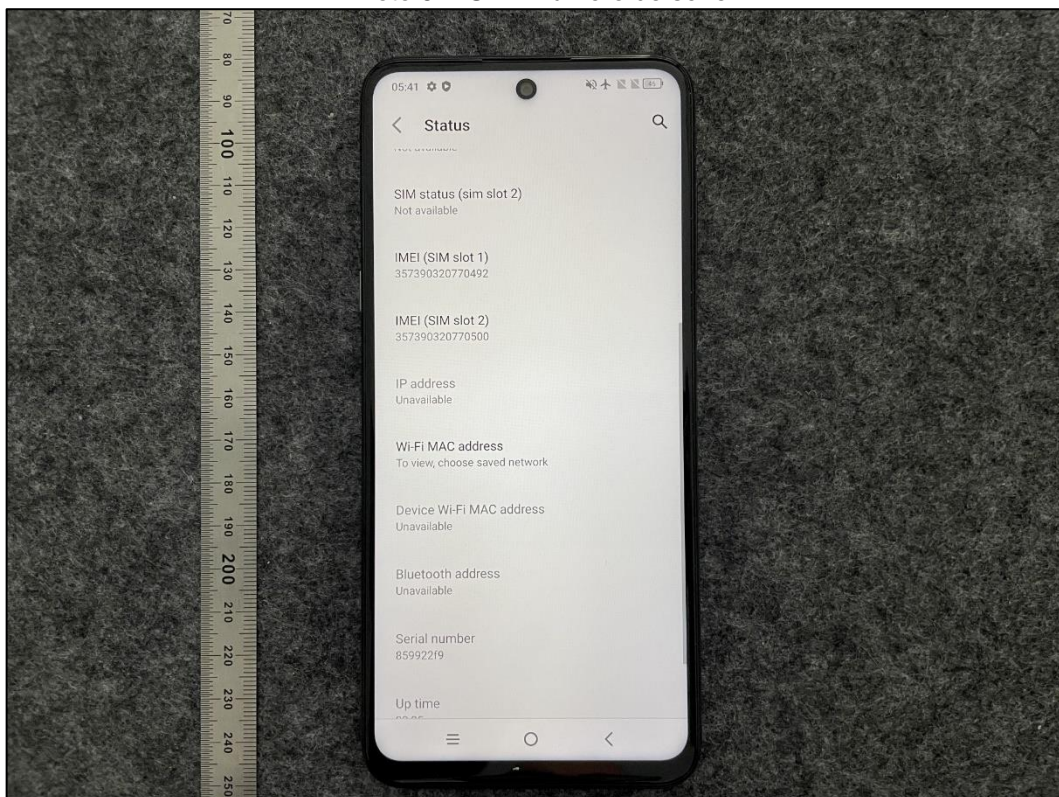 70
80
90
100
110
120
130
140
150
160
170
180
190
200
210
220
230
240
250
05:41
Status
Not available
SIM status (sim slot 2)
Not available
IMEI (SIM slot 1)
357390320770492
IMEI (SIM slot 2)
357390320770500
IP address
Unavailable
Wi-Fi MAC address
To view, choose saved network
Device Wi-Fi MAC address
Unavailable
Bluetooth address
Unavailable
Serial number
859922f9
Up time